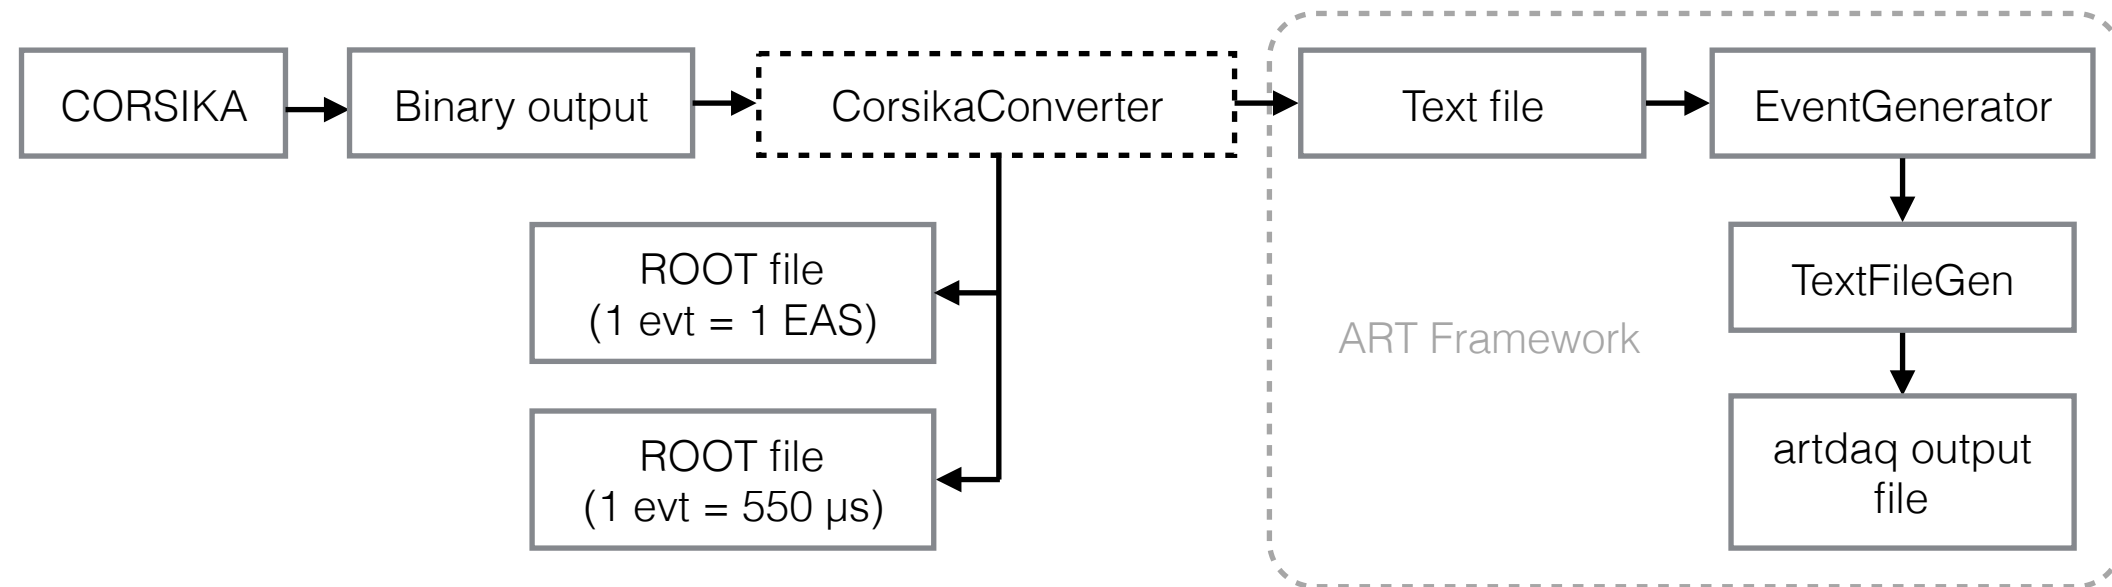 CORSIKA
Binary output
CorsikaConverter
Text file
EventGenerator
ROOT file
(1 evt = 1 EAS)
TextFileGen
ART Framework
ROOT file
(1 evt = 550 µs)
artdaq output
file